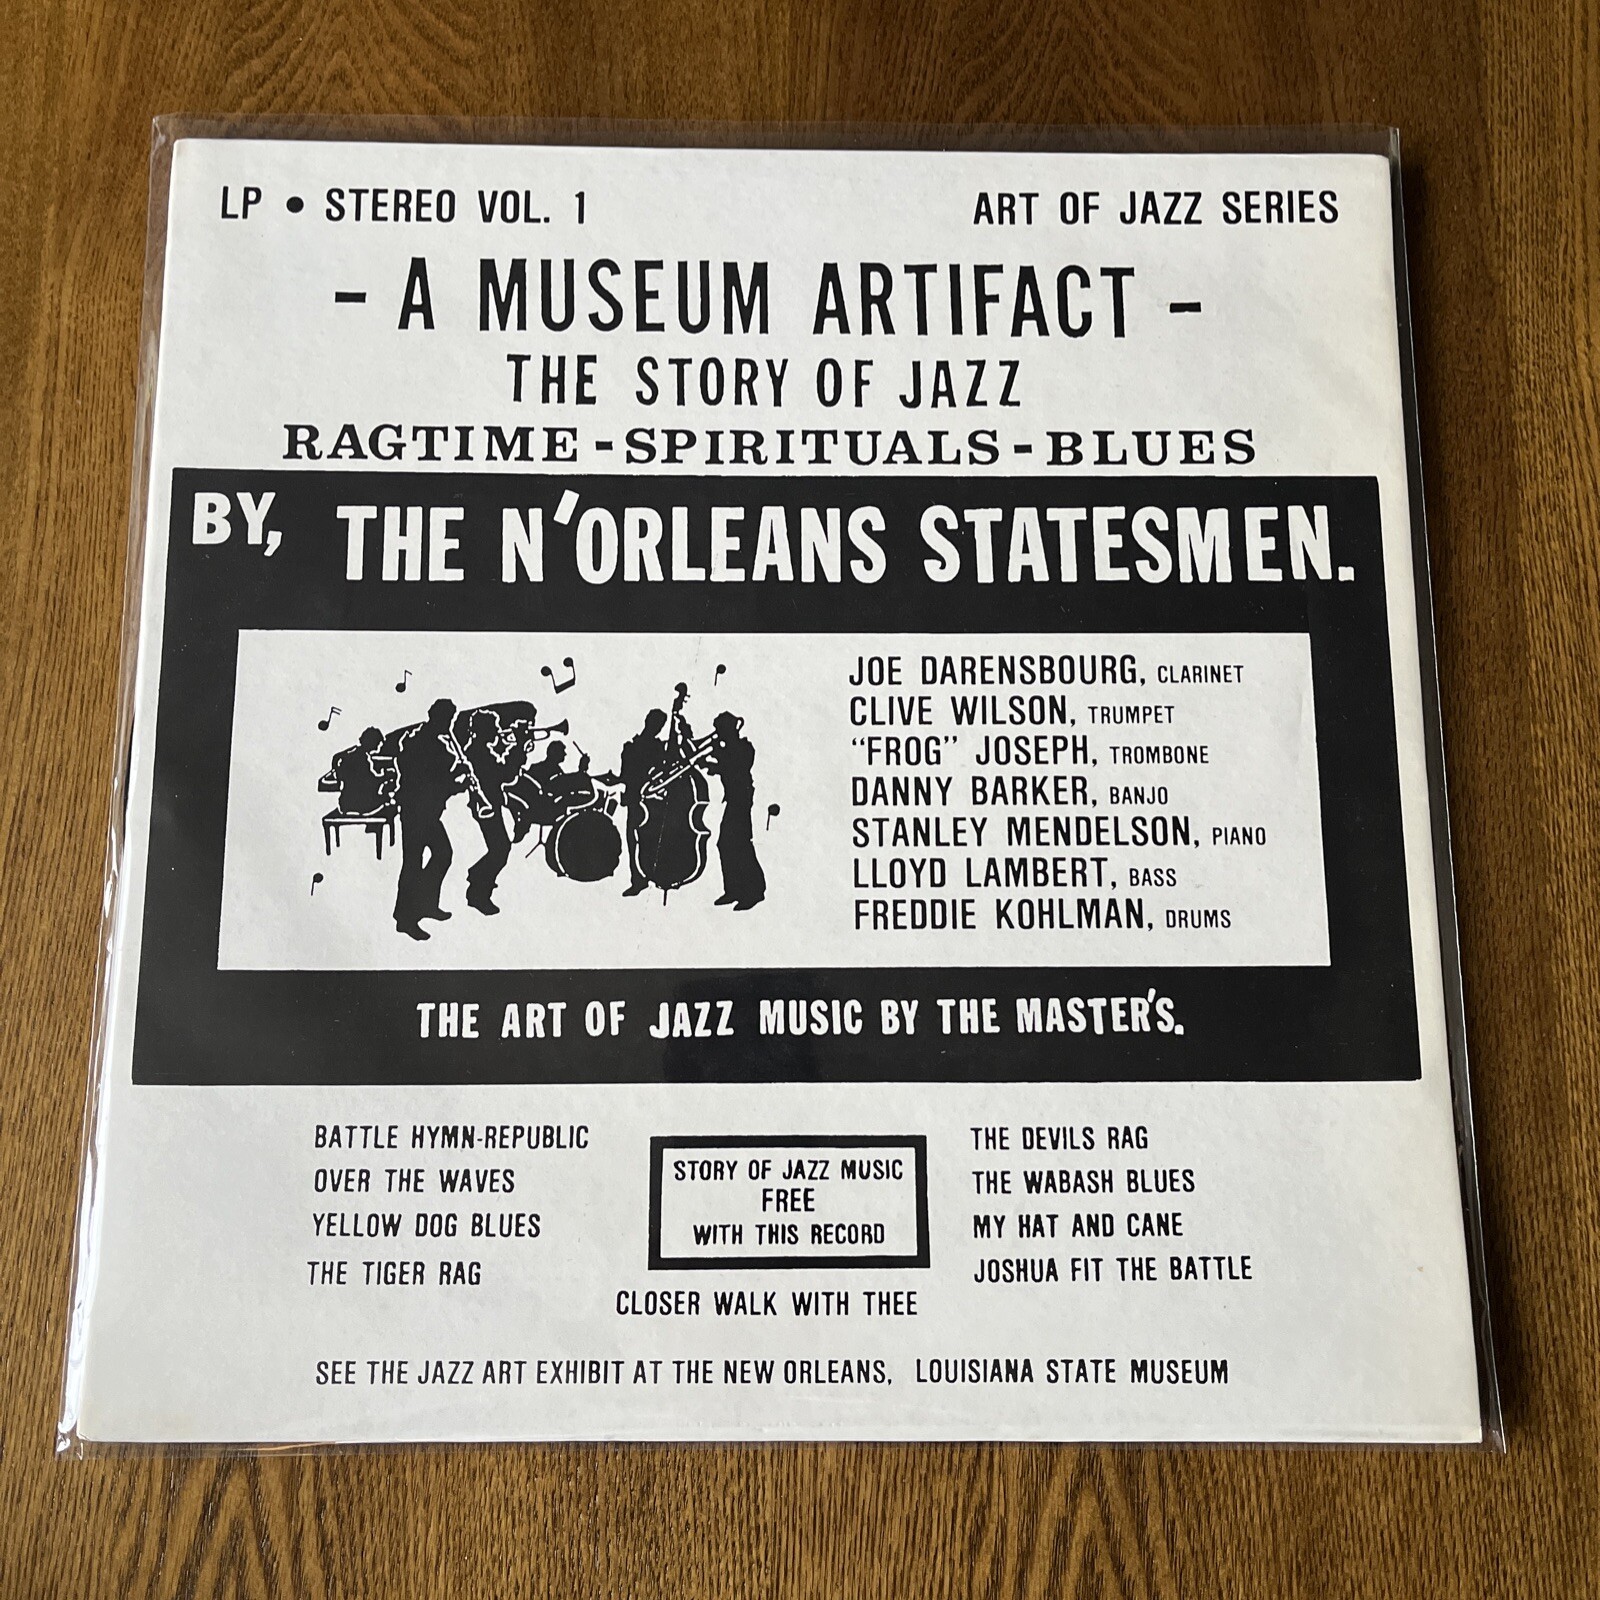 LP • STEREO VOL. 1 ART OF JAZZ SERIES
- A MUSEUM ARTIFACT -
THE STORY OF JAZZ
RAGTIME - SPIRITUALS - BLUES
BY, THE N'ORLEANS STATESMEN.
JOE DARENSBOURG, CLARINET
CLIVE WILSON, TRUMPET
"FROG" JOSEPH, TROMBONE
DANNY BARKER, BANJO
STANLEY MENDELSON, PIANO
LLOYD LAMBERT, BASS
FREDDIE KOHLMAN, DRUMS
THE ART OF JAZZ MUSIC BY THE MASTER'S.
BATTLE HYMN-REPUBLIC
OVER THE WAVES
YELLOW DOG BLUES
THE TIGER RAG
STORY OF JAZZ MUSIC
FREE
WITH THIS RECORD
CLOSER WALK WITH THEE
THE DEVILS RAG
THE WABASH BLUES
MY HAT AND CANE
JOSHUA FIT THE BATTLE
SEE THE JAZZ ART EXHIBIT AT THE NEW ORLEANS, LOUISIANA STATE MUSEUM